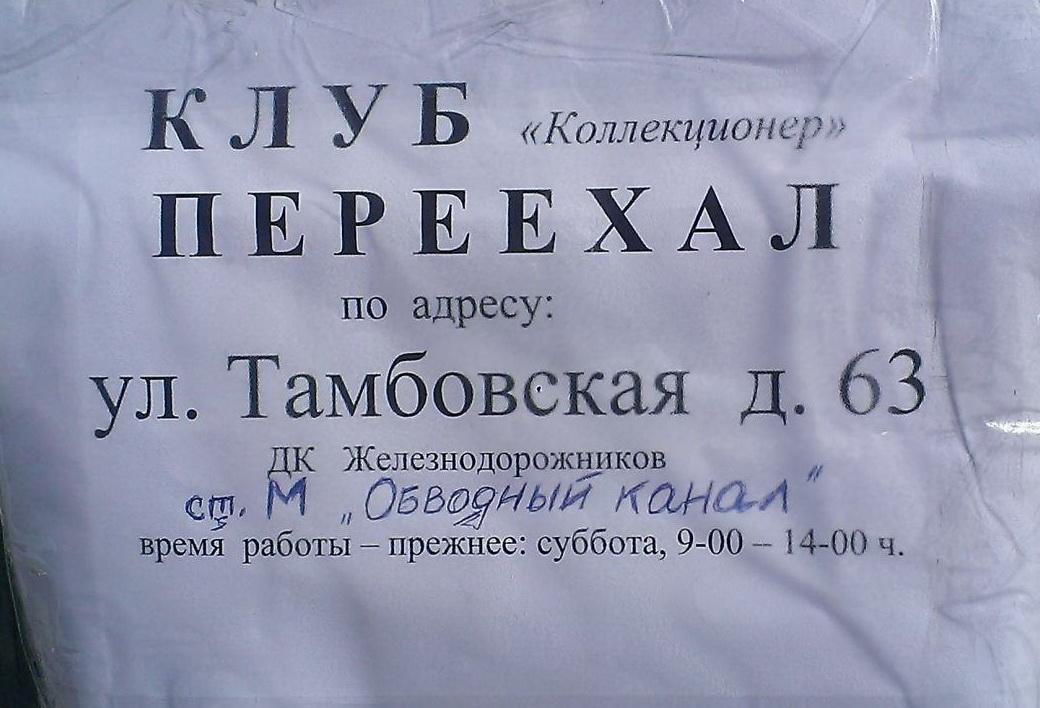 КЛУБ «Коллекционер»
ПЕРЕЕХАЛ
по адресу:
ул. Тамбовская д. 63
ДК Железнодорожников
ст. М „Обводный канал"
время работы – прежнее: суббота, 9-00 – 14-00 ч.